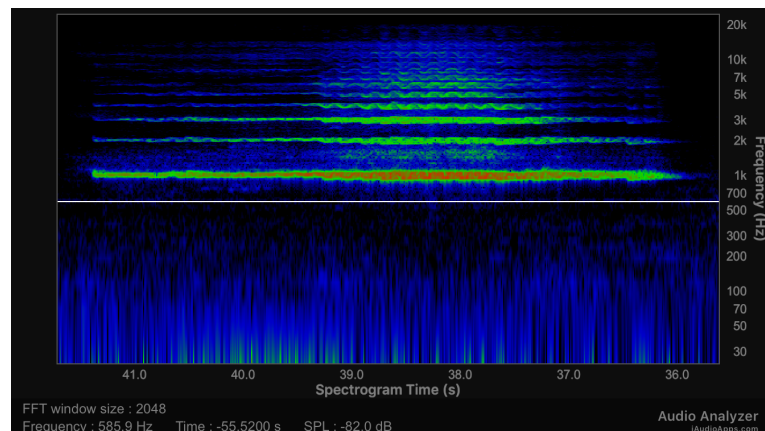 20k
10k
7k
5k
3k
2k
1k
700
500
300
200
100
70
50
30
Frequency (Hz)
41.0 40.0 39.0 38.0 37.0 36.0
Spectrogram Time (s)
FFT window size : 2048
Frequency : 585.9 Hz Time : -55.5200 s SPL : -82.0 dB
Audio Analyzer
iAudioApps.com